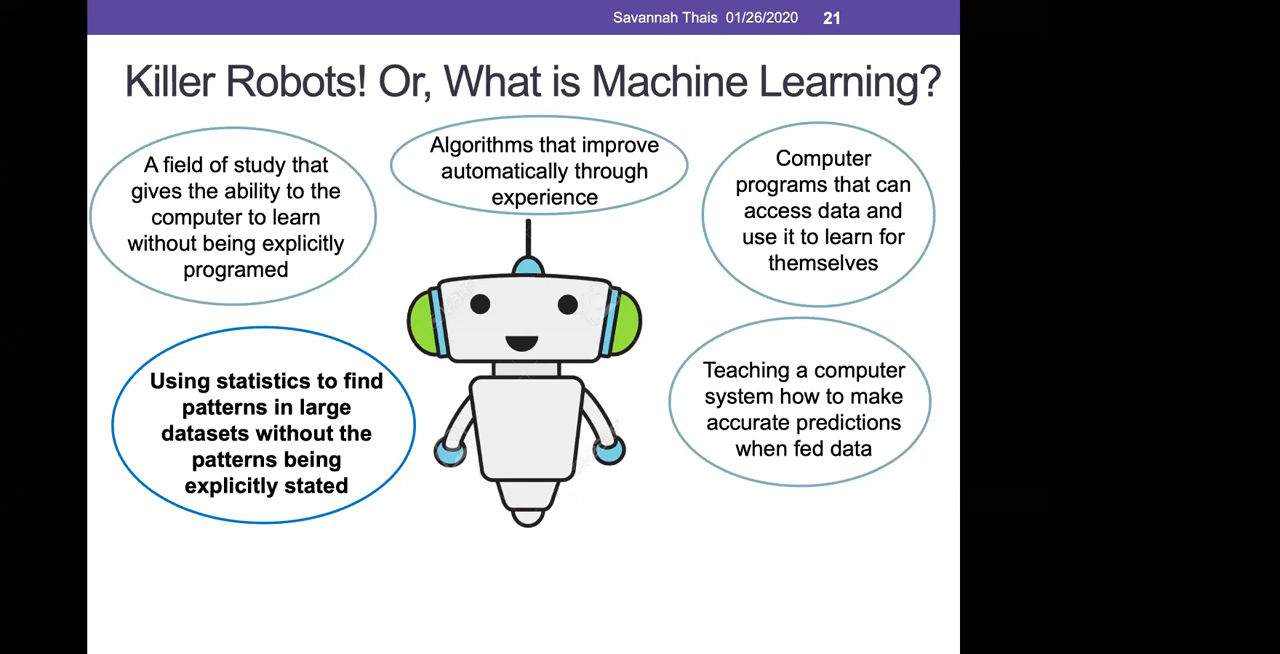 Savannah Thais 01/26/2020 21
Killer Robots! Or, What is Machine Learning?
A field of study that
gives the ability to the
computer to learn
without being explicitly
programed
Algorithms that improve
automatically through
experience
Computer
programs that can
access data and
use it to learn for
themselves
Using statistics to find
patterns in large
datasets without the
patterns being
explicitly stated
Teaching a computer
system how to make
accurate predictions
when fed data